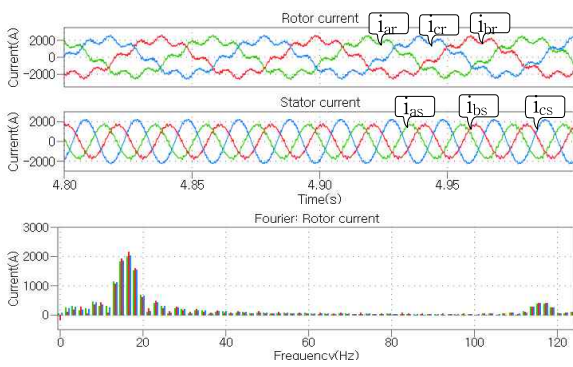 Rotor current
i_ar i_cr i_br
Current(A)
2000
0
-2000
Stator current
i_as i_bs i_cs
Current(A)
2000
0
-2000
4.80 4.85 4.90 4.95
Time(s)
Fourier: Rotor current
Current(A)
3000
2000
1000
0
0 20 40 60 80 100 120
Frequency(Hz)